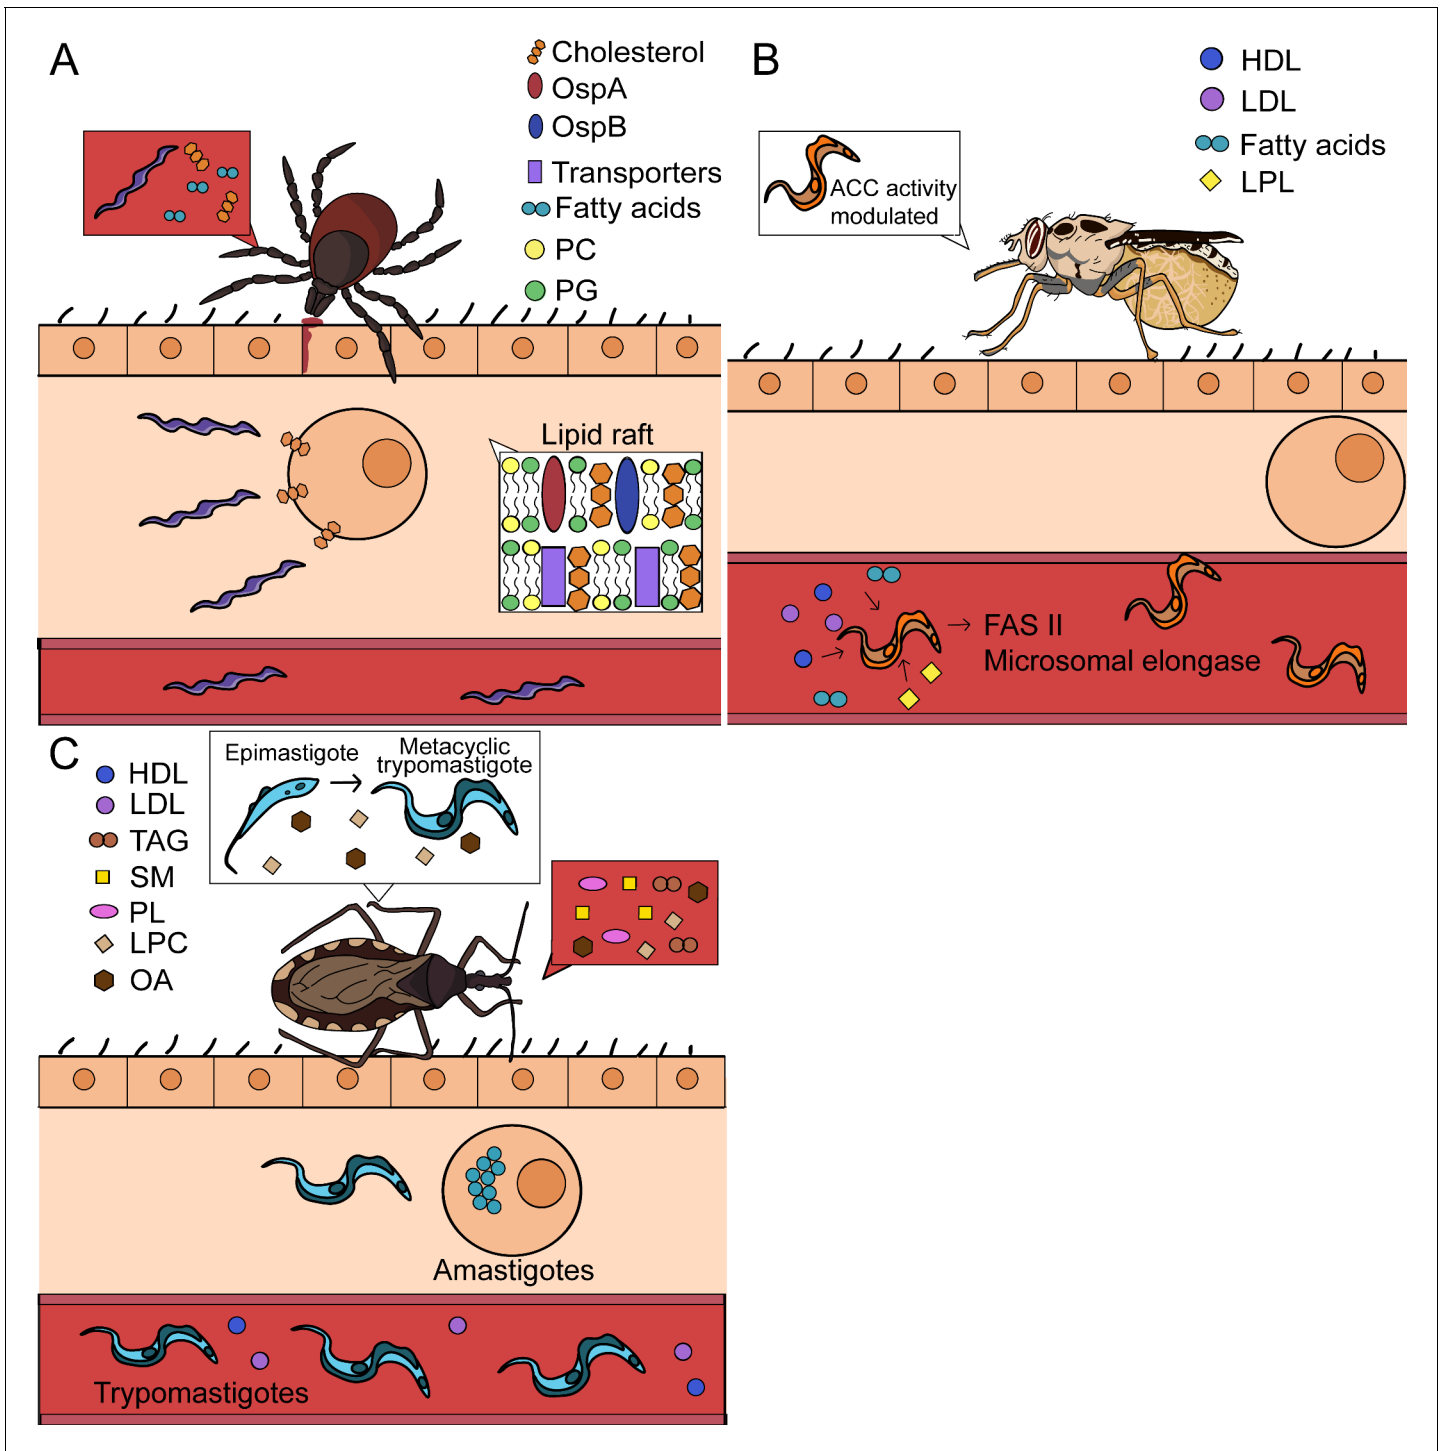 A
Cholesterol
OspA
OspB
Transporters
Fatty acids
PC
PG
Lipid raft
B
HDL
LDL
Fatty acids
LPL
ACC activity
modulated
FAS II
Microsomal elongase
C
HDL
LDL
TAG
SM
PL
LPC
OA
Epimastigote
Metacyclic
trypomastigote
Amastigotes
Trypomastigotes